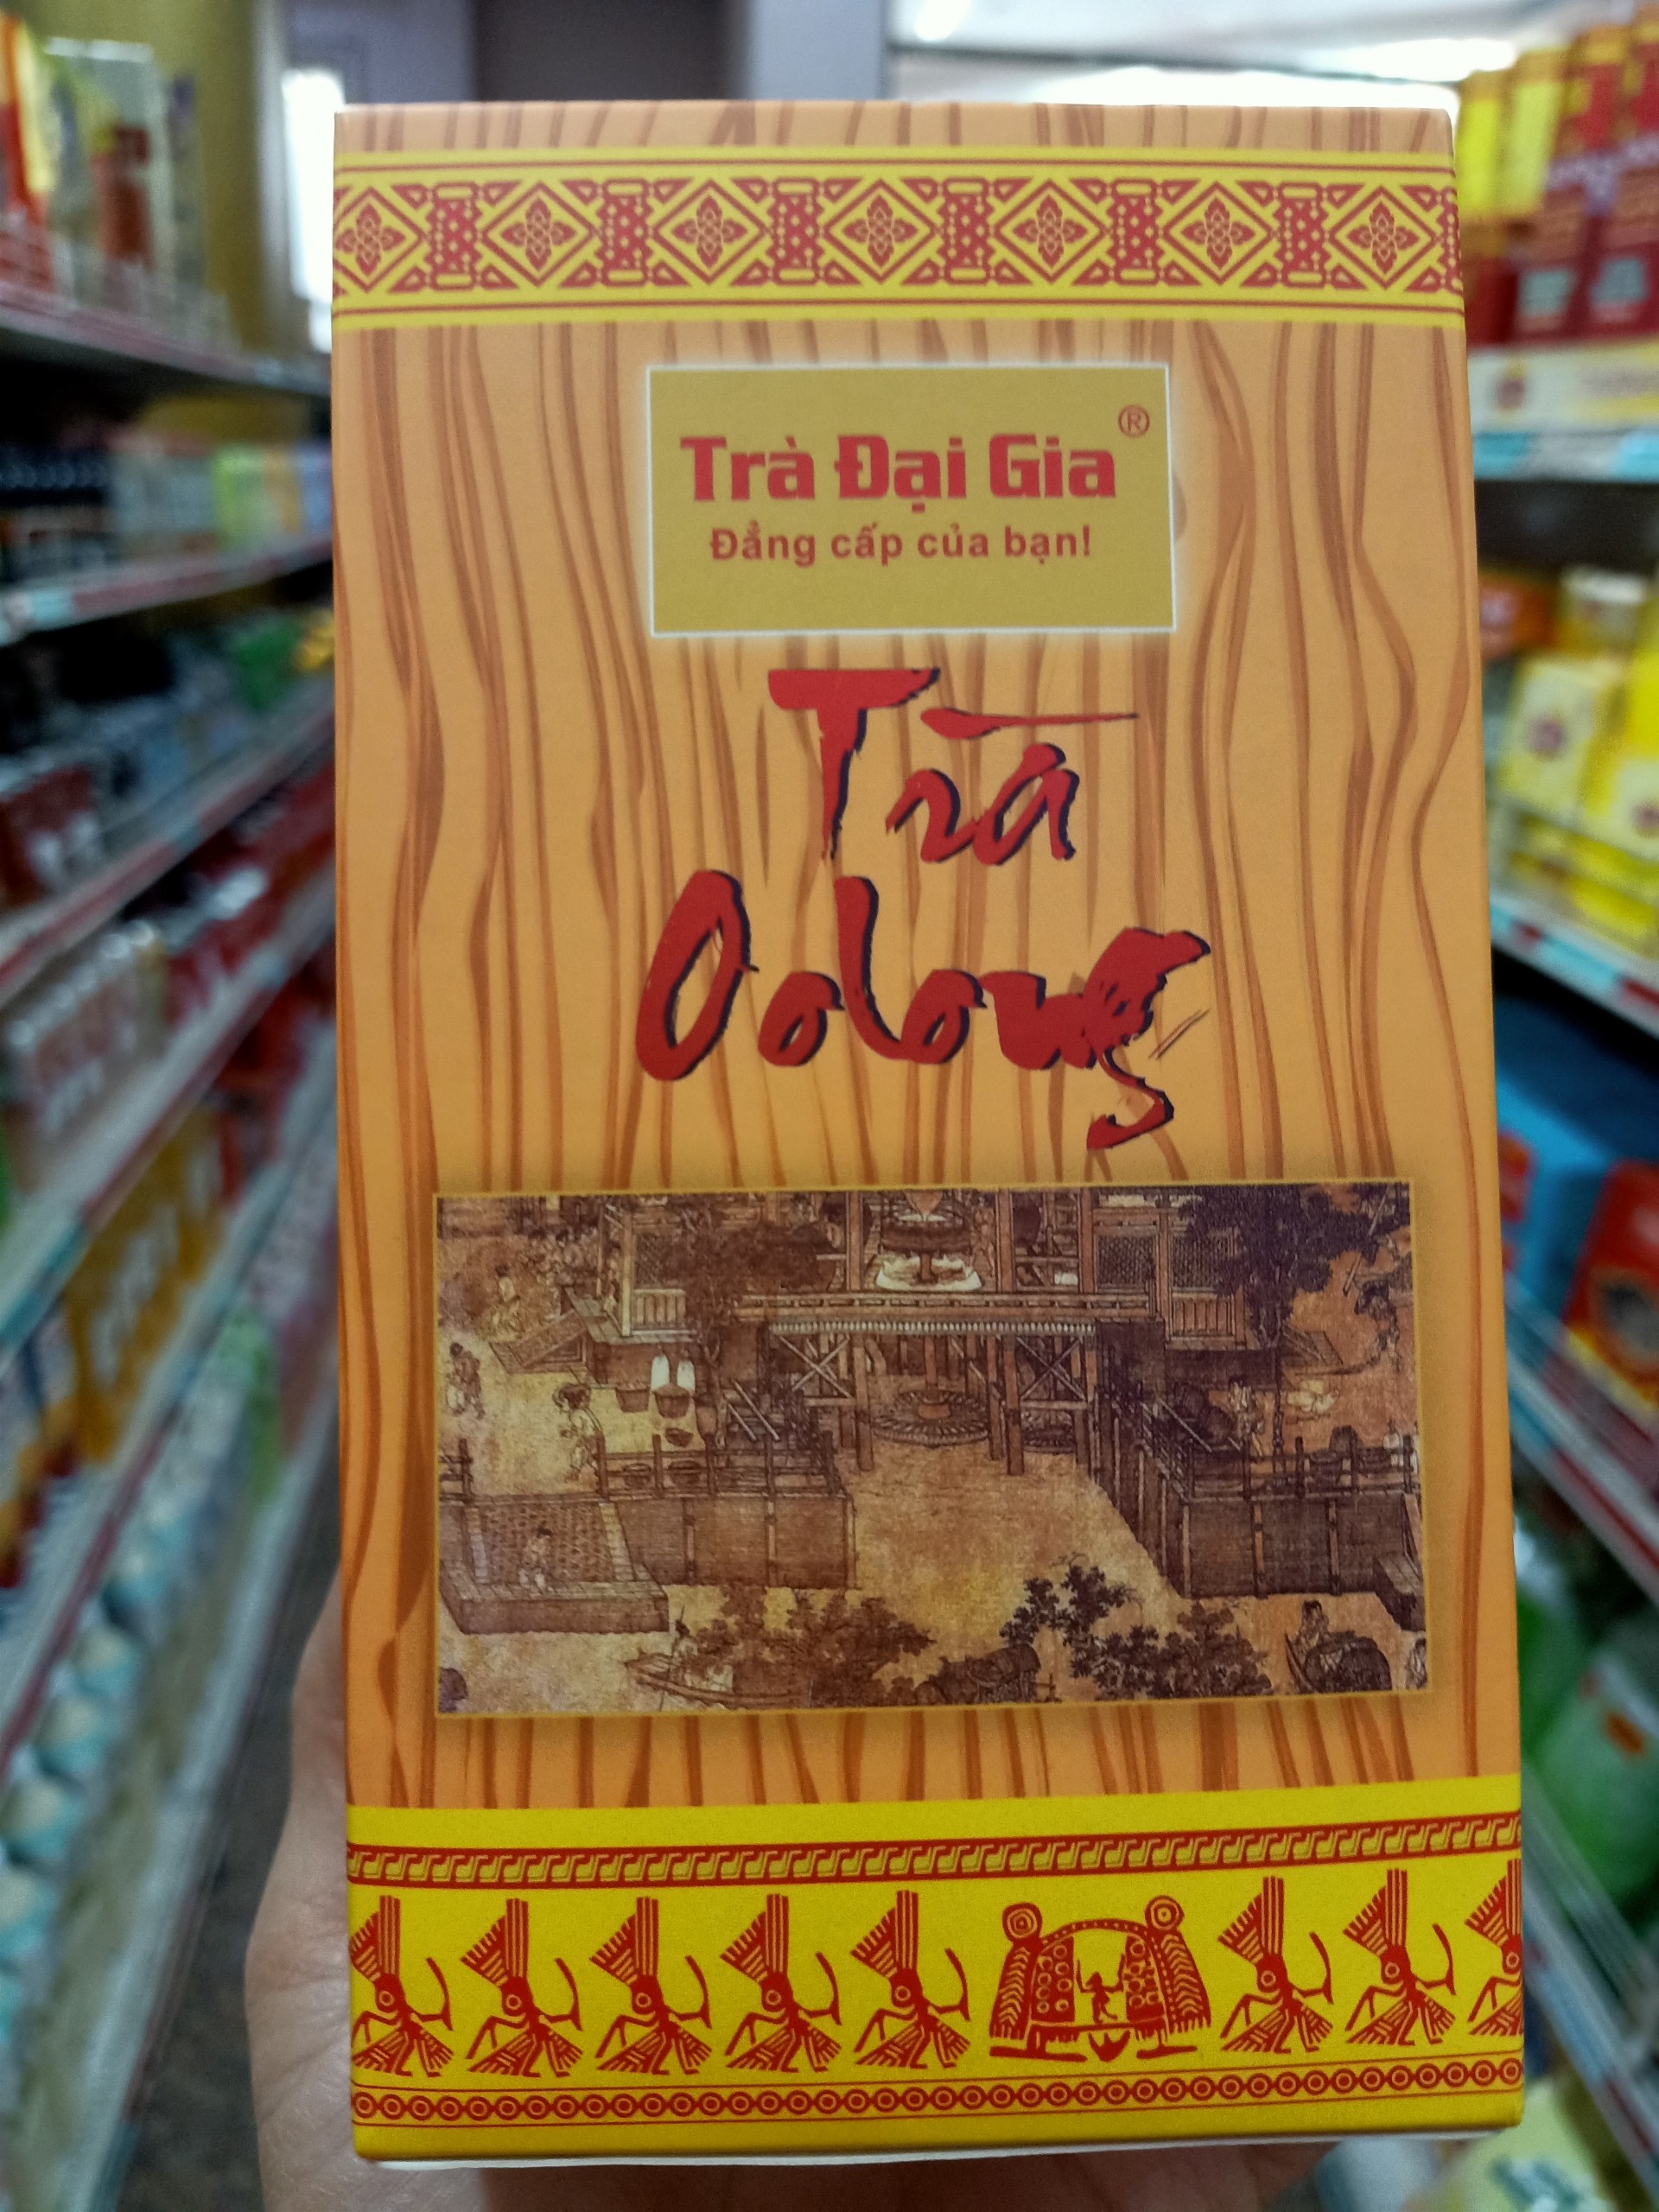 Trà Đại Gia®
Đẳng cấp của bạn!
Trà
Oolong